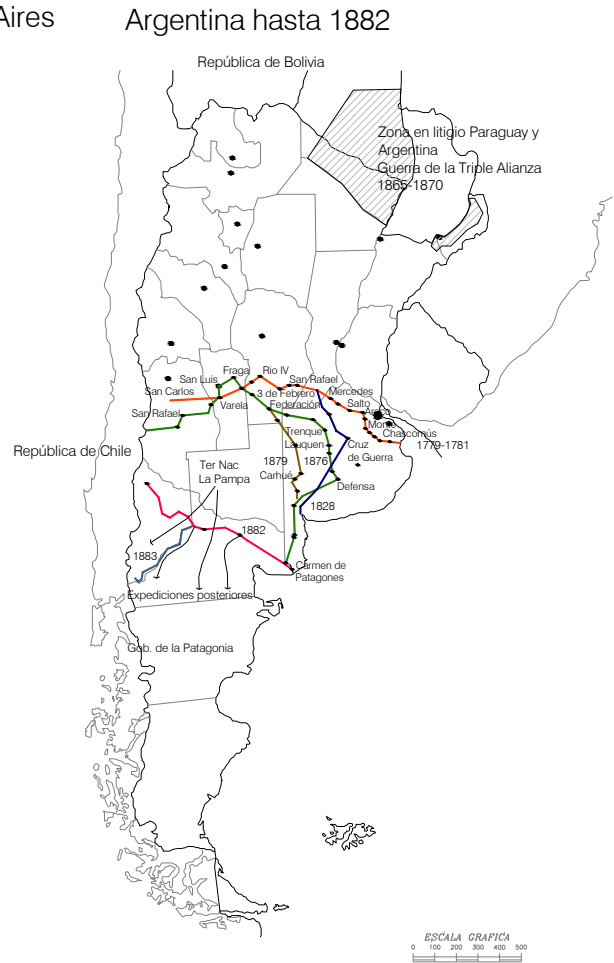 Aires
Argentina hasta 1882
República de Bolivia
Zona en litigio Paraguay y
Argentina
Guerra de la Triple Alianza
1865-1870
Fraga
Rio IV
San Luis
San Rafael
San Carlos
3 de Febrero
Mercedes
Varela
Federación
Salto
Areco
San Rafael
Monte
Trenque
Lauquen
Chascomús
1779-1781
República de Chile
Cruz
de Guerra
Ter Nac
La Pampa
1879
1876
Carhué
Defensa
1828
1882
1883
Carmen de
Patagones
Expediciones posteriores
Gob. de la Patagonia
ESCALA GRAFICA
0 100 200 300 400 500